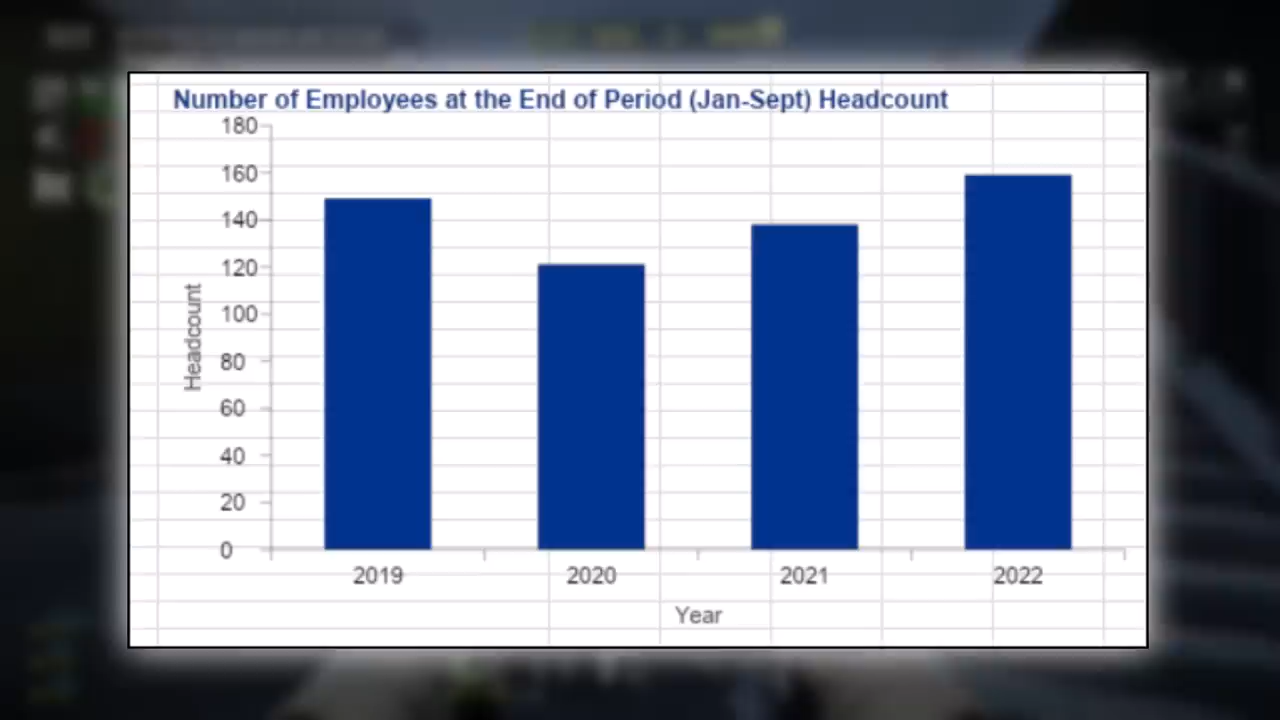 Number of Employees at the End of Period (Jan-Sept) Headcount
180
160
140
120
100
80
60
40
20
0
Headcount
2019 2020 2021 2022
Year